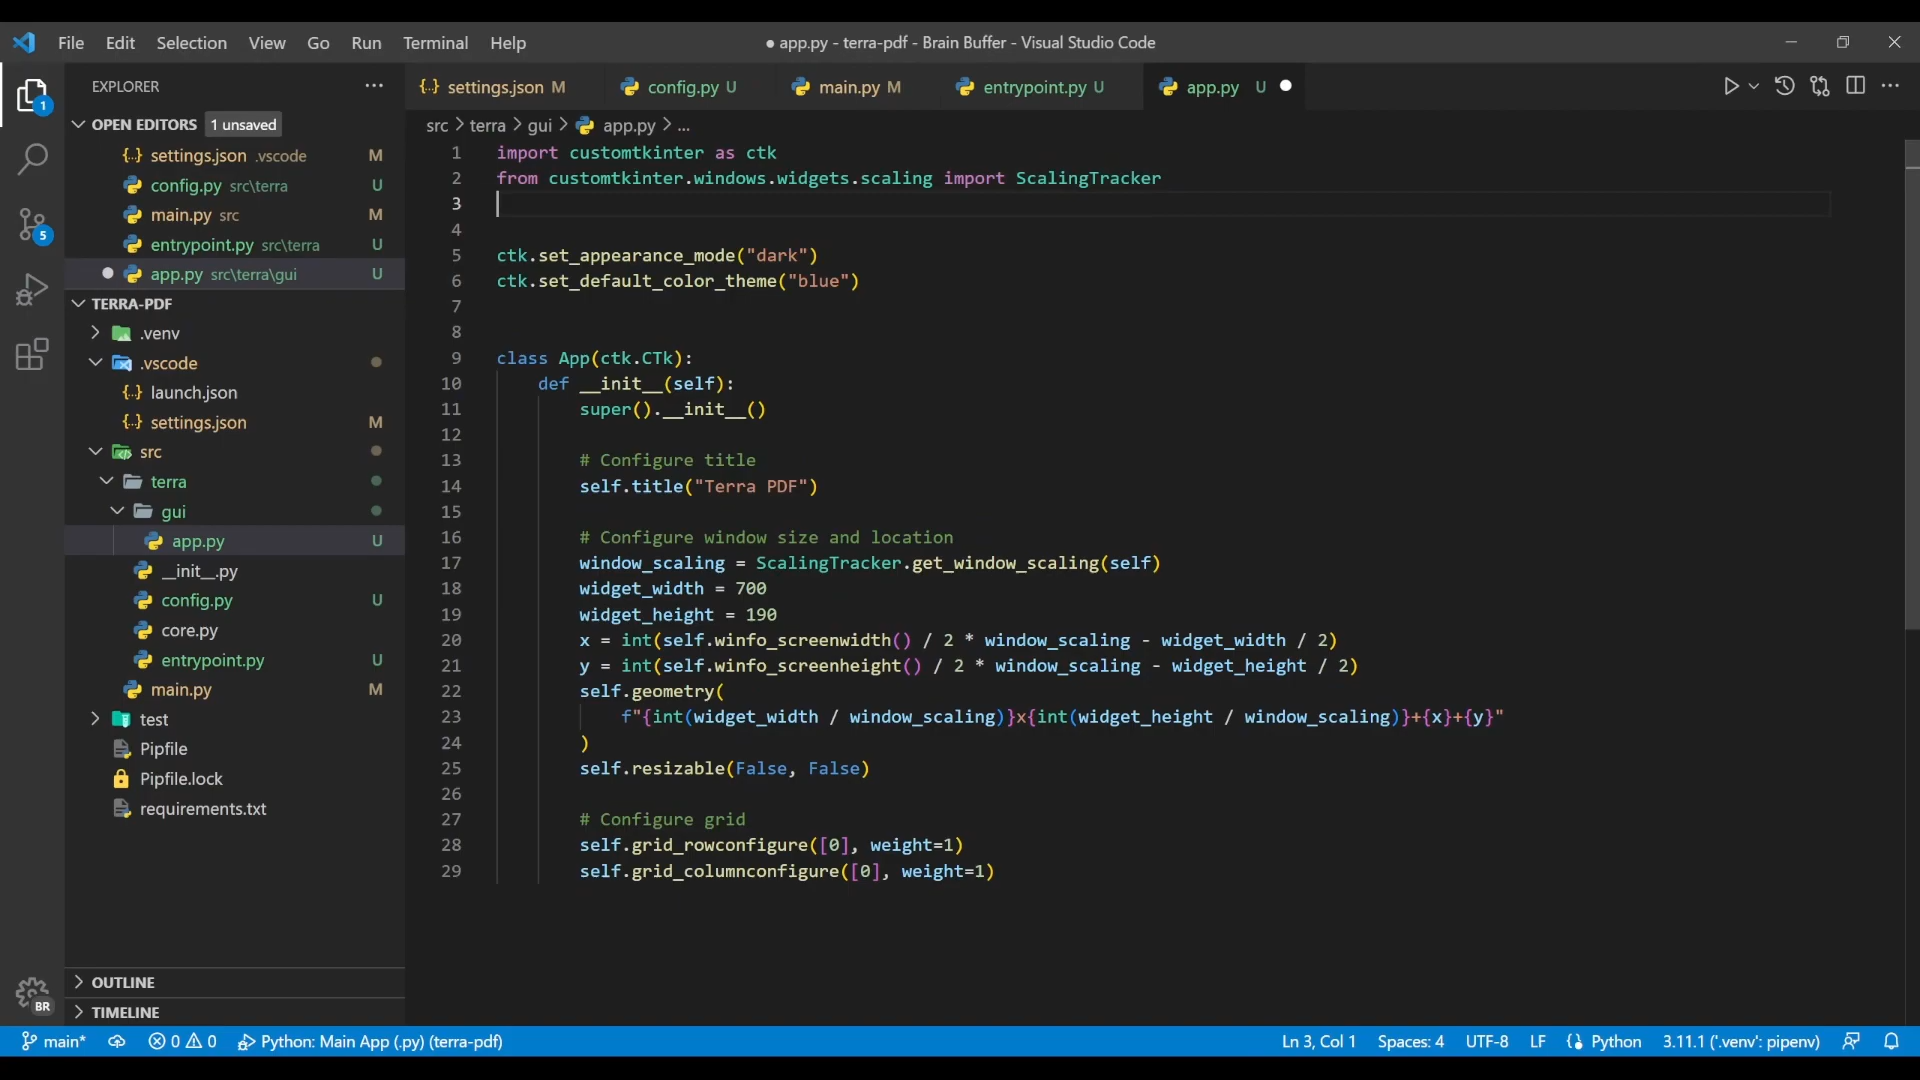 File Edit Selection View Go Run Terminal Help
● app.py - terra-pdf - Brain Buffer - Visual Studio Code
EXPLORER
OPEN EDITORS 1 unsaved
{..} settings.json .vscode M
config.py src\terra U
main.py src M
entrypoint.py src\terra U
app.py src\terra\gui U
TERRA-PDF
.venv
.vscode
{..} launch.json
{..} settings.json M
src
terra
gui
app.py U
__init__.py
config.py U
core.py
entrypoint.py U
main.py M
test
Pipfile
Pipfile.lock
requirements.txt
OUTLINE
TIMELINE
1
5
BR
{..} settings.json M config.py U main.py M entrypoint.py U app.py U
src > terra > gui > app.py > ...
1 import customtkinter as ctk
2 from customtkinter.windows.widgets.scaling import ScalingTracker
3
4
5 ctk.set_appearance_mode("dark")
6 ctk.set_default_color_theme("blue")
7
8
9 class App(ctk.CTk):
10 def __init__(self):
11 super().__init__()
12
13 # Configure title
14 self.title("Terra PDF")
15
16 # Configure window size and location
17 window_scaling = ScalingTracker.get_window_scaling(self)
18 widget_width = 700
19 widget_height = 190
20 x = int(self.winfo_screenwidth() / 2 * window_scaling - widget_width / 2)
21 y = int(self.winfo_screenheight() / 2 * window_scaling - widget_height / 2)
22 self.geometry(
23 f"{int(widget_width / window_scaling)}x{int(widget_height / window_scaling)}+{x}+{y}"
24 )
25 self.resizable(False, False)
26
27 # Configure grid
28 self.grid_rowconfigure([0], weight=1)
29 self.grid_columnconfigure([0], weight=1)
main* 0 0 Python: Main App (.py) (terra-pdf) Ln 3, Col 1 Spaces: 4 UTF-8 LF Python 3.11.1 ('.venv': pipenv)